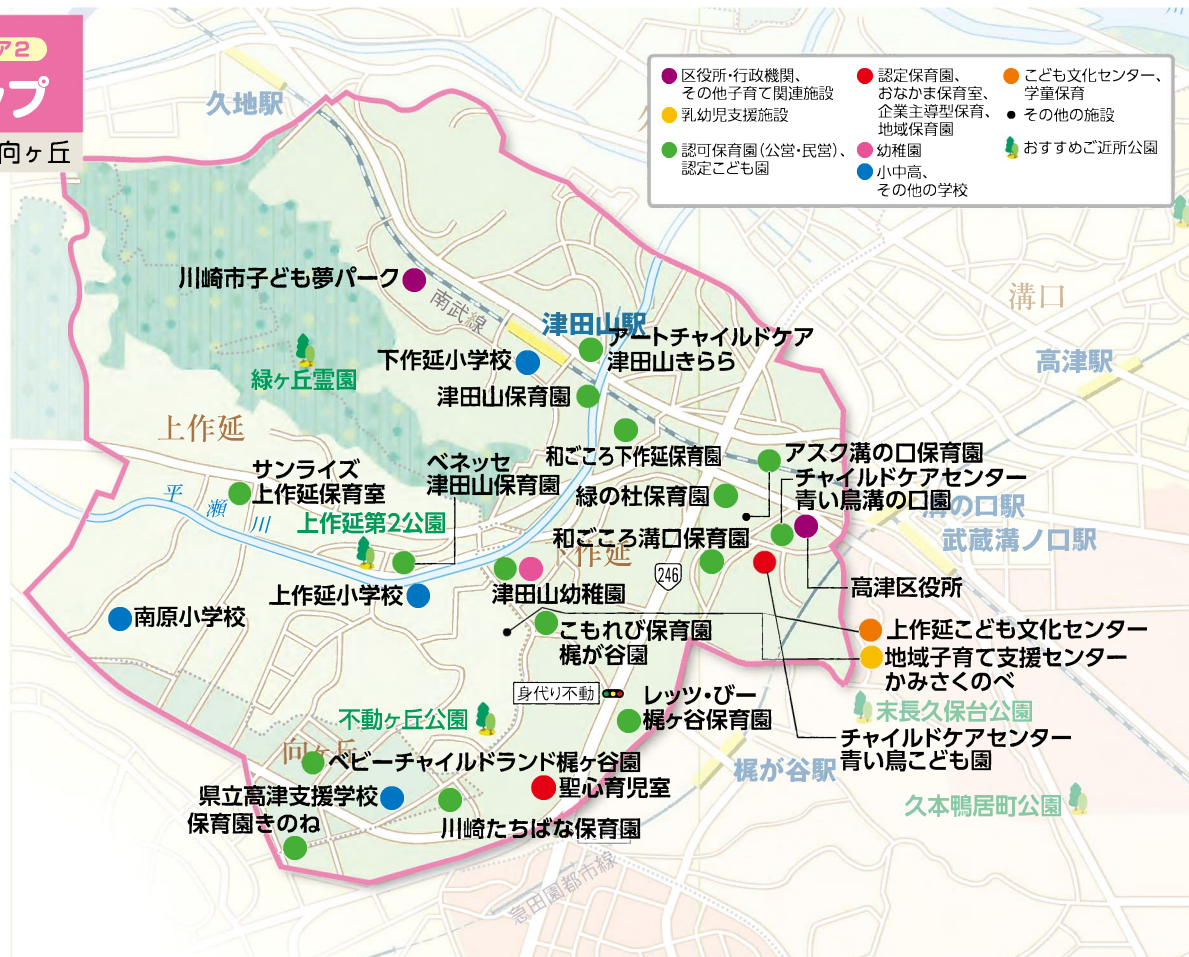 ア2
ップ
向ヶ丘
区役所・行政機関、
その他子育て関連施設
乳幼児支援施設
認可保育園（公営・民営）、
認定こども園
認定保育園、
おなかま保育室、
企業主導型保育、
地域保育園
幼稚園
小中高、
その他の学校
こども文化センター、
学童保育
その他の施設
おすすめご近所公園
久地駅
川崎市子ども夢パーク
南武線
溝口
津田山駅
アートチャイルドケア
津田山きらら
下作延小学校
高津駅
緑ヶ丘霊園
津田山保育園
上作延
和ごころ下作延保育園
アスク溝の口保育園
サンライズ
上作延保育室
ベネッセ
津田山保育園
チャイルドケアセンター
青い鳥溝の口園
緑の杜保育園
平瀬川
上作延第2公園
溝の口駅
武蔵溝ノ口駅
和ごころ溝口保育園
下作延
246
高津区役所
上作延小学校
津田山幼稚園
南原小学校
こもれび保育園
梶が谷園
上作延こども文化センター
地域子育て支援センター
かみさくのべ
身代り不動
レッツ・びー
梶ヶ谷保育園
末長久保台公園
不動ヶ丘公園
チャイルドケアセンター
青い鳥こども園
向ヶ丘
ベビーチャイルドランド梶ヶ谷園
梶が谷駅
聖心育児室
県立高津支援学校
保育園きのね
久本鴨居町公園
川崎たちばな保育園
急田園都市線